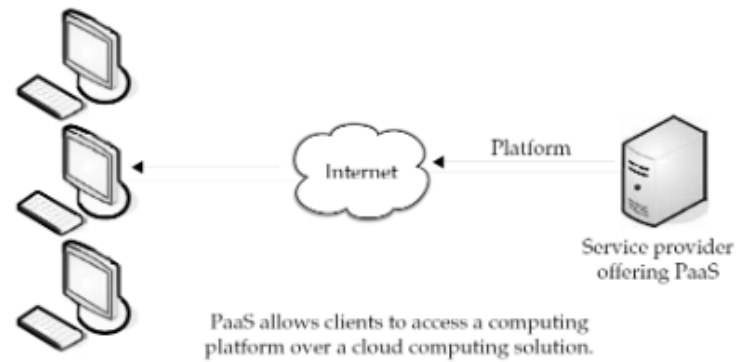 Platform
Internet
Service provider
offering PaaS
PaaS allows clients to access a computing
platform over a cloud computing solution.